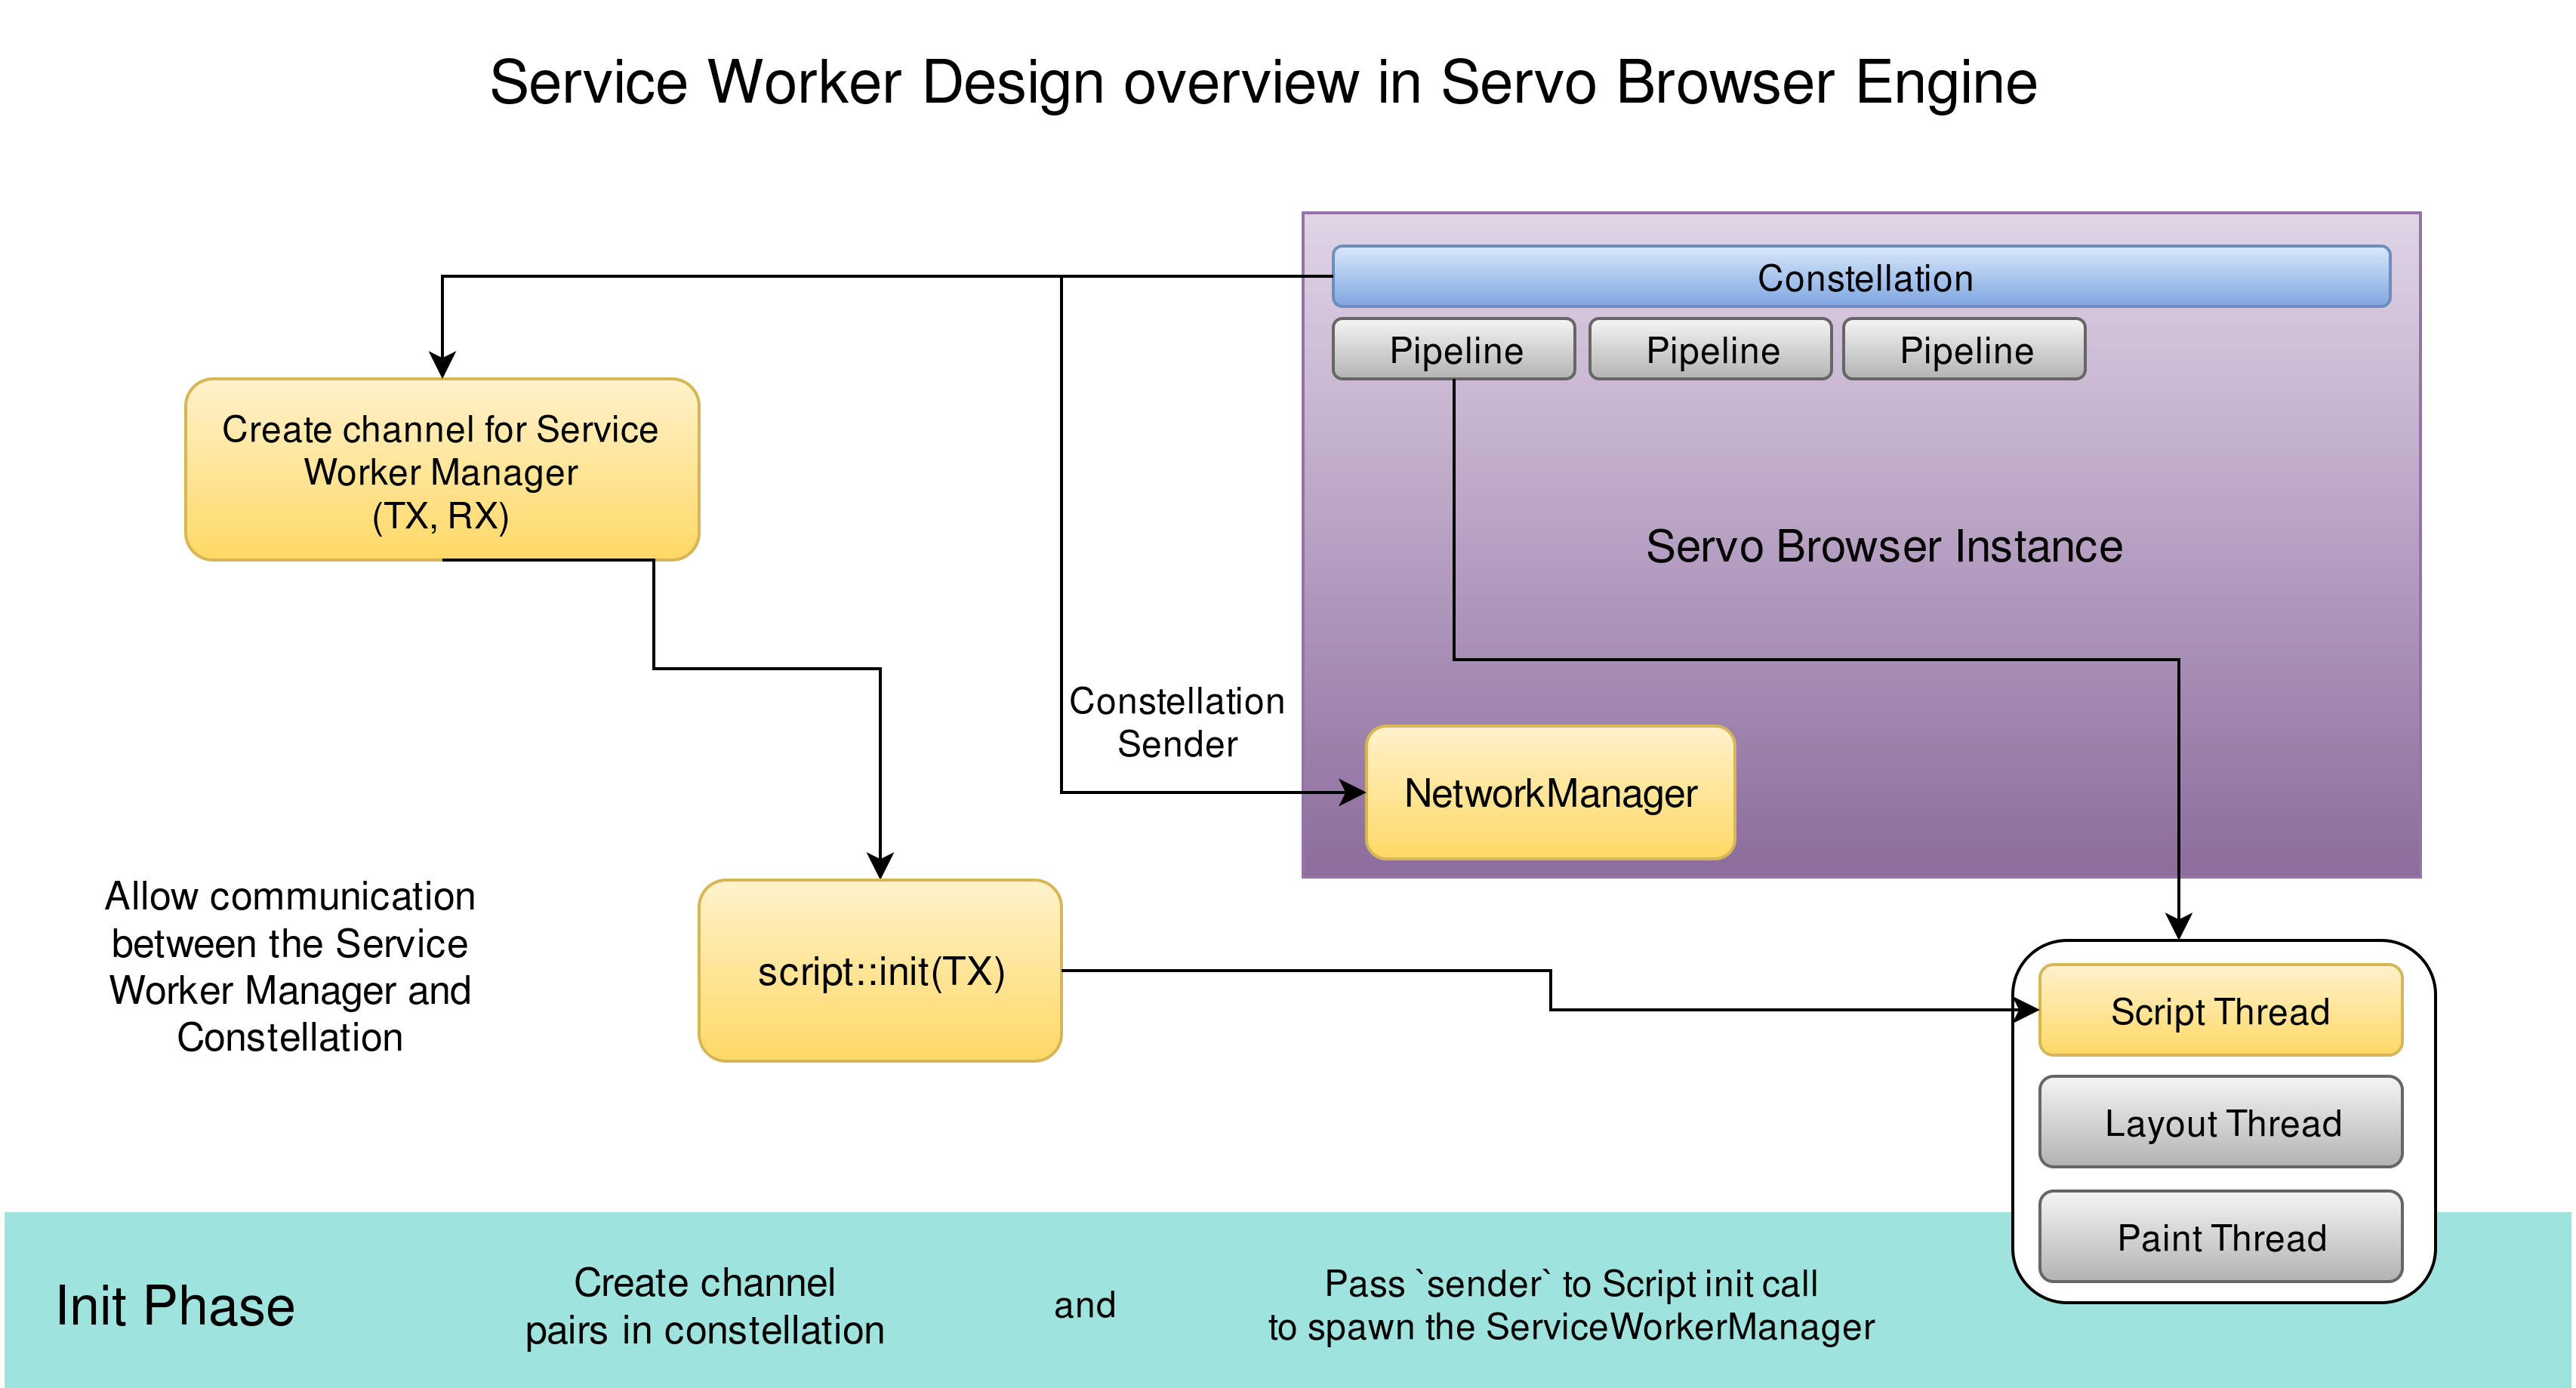 Service Worker Design overview in Servo Browser Engine
Constellation
Pipeline
Pipeline
Pipeline
Create channel for Service
Worker Manager
(TX, RX)
Servo Browser Instance
Constellation
Sender
NetworkManager
Allow communication
between the Service
Worker Manager and
Constellation
script::init(TX)
Script Thread
Layout Thread
Paint Thread
Init Phase
Create channel
pairs in constellation
and
Pass `sender` to Script init call
to spawn the ServiceWorkerManager